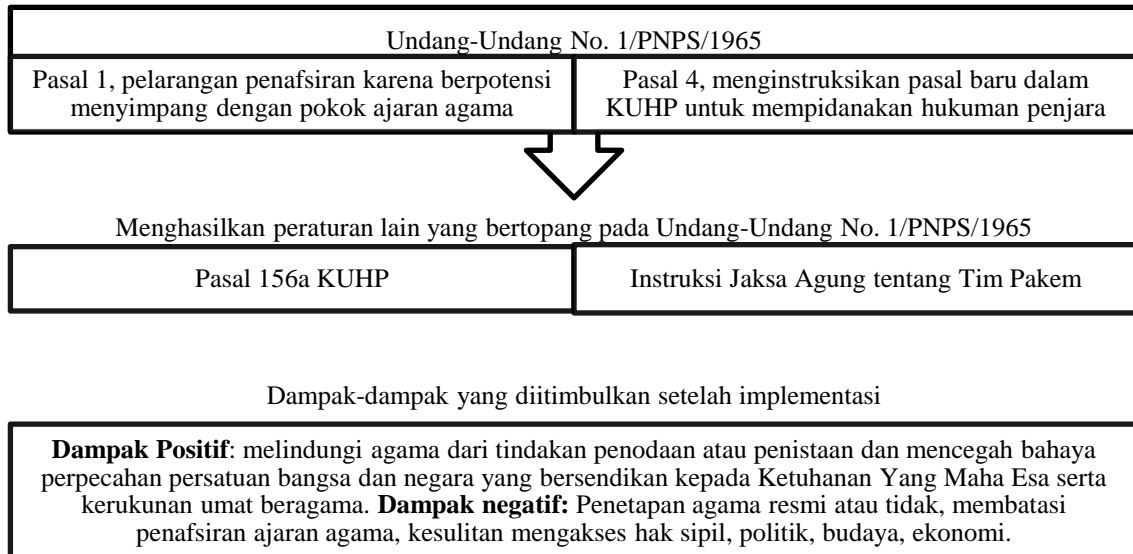 Undang-Undang No. 1/PNPS/1965
Pasal 1, pelarangan penafsiran karena berpotensi
menyimpang dengan pokok ajaran agama
Pasal 4, menginstruksikan pasal baru dalam
KUHP untuk mempidanakan hukuman penjara
Menghasilkan peraturan lain yang bertopang pada Undang-Undang No. 1/PNPS/1965
Pasal 156a KUHP
Instruksi Jaksa Agung tentang Tim Pakem
Dampak-dampak yang diitimbulkan setelah implementasi
Dampak Positif: melindungi agama dari tindakan penodaan atau penistaan dan mencegah bahaya
perpecahan persatuan bangsa dan negara yang bersendikan kepada Ketuhanan Yang Maha Esa serta
kerukunan umat beragama. Dampak negatif: Penetapan agama resmi atau tidak, membatasi
penafsiran ajaran agama, kesulitan mengakses hak sipil, politik, budaya, ekonomi.